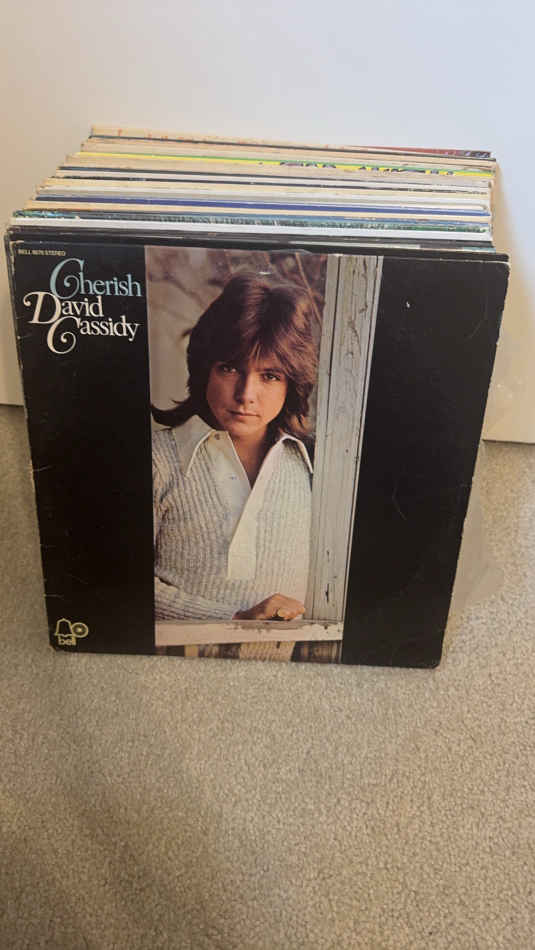 BELL 6070 STEREO
Cherish
David
Cassidy
bell